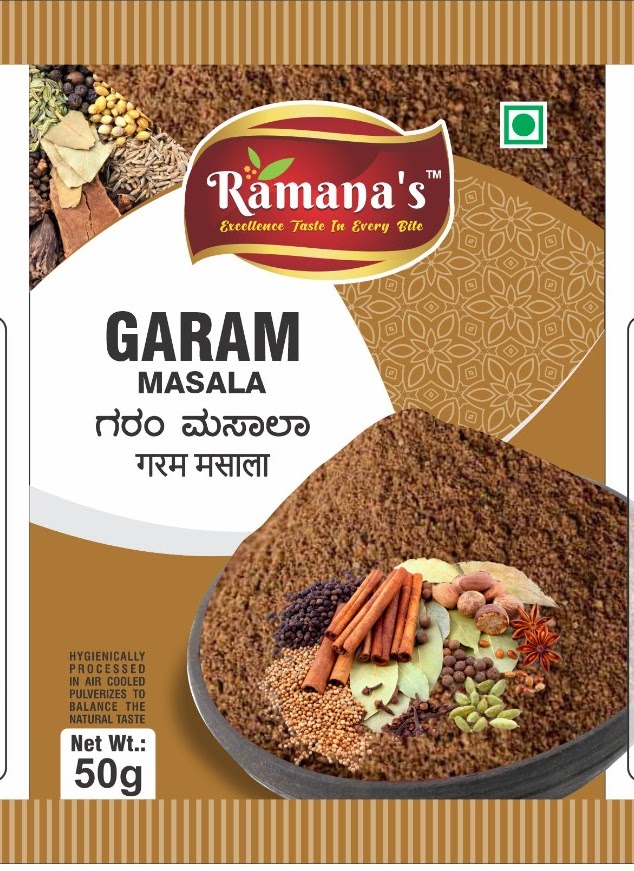 Ramana's™
Excellence Taste In Every Bite
GARAM
MASALA
ಗರಂ ಮಸಾಲಾ
गरम मसाला
HYGIENICALLY
PROCESSED
IN AIR COOLED
PULVERIZES TO
BALANCE THE
NATURAL TASTE
Net Wt.:
50g